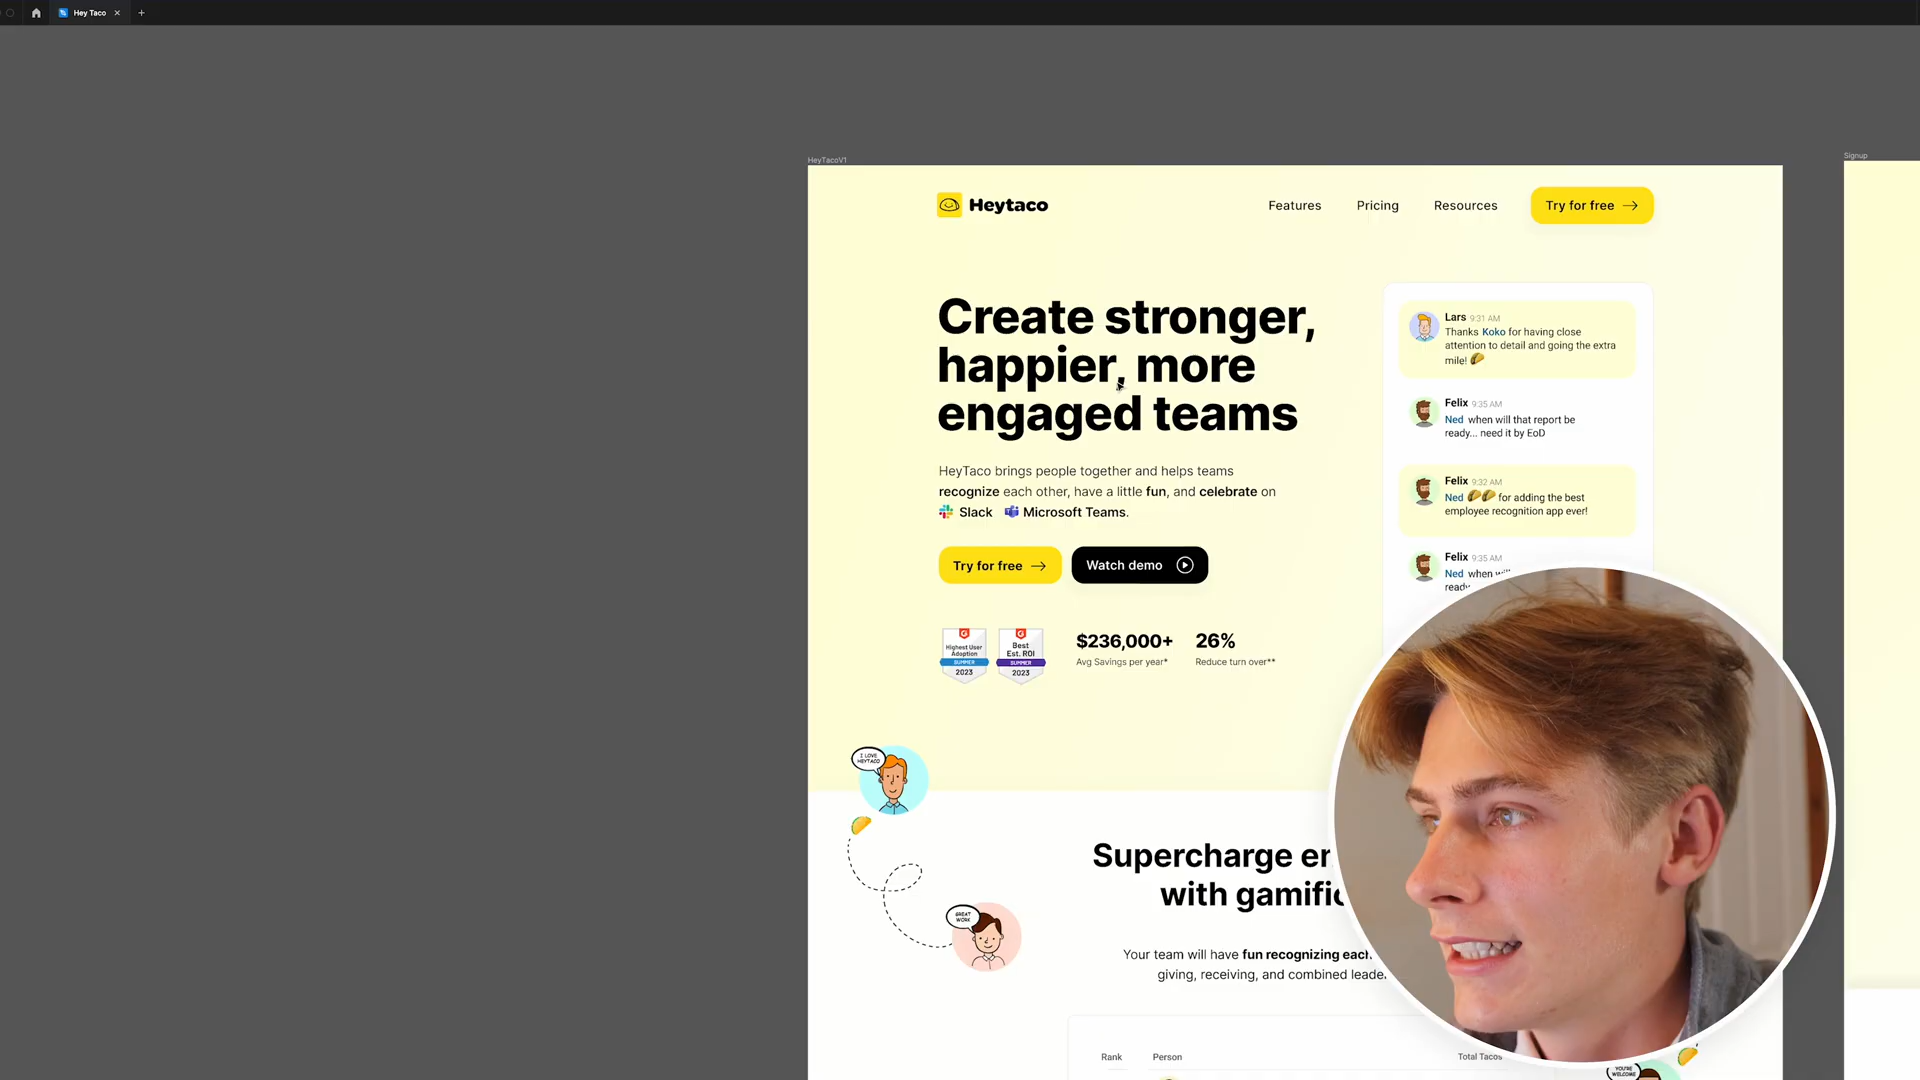 Hey Taco
HeyTacoV1
Signup
Heytaco
Features
Pricing
Resources
Try for free
Create stronger,
happier, more
engaged teams
HeyTaco brings people together and helps teams
recognize each other, have a little fun, and celebrate on
Slack Microsoft Teams.
Try for free
Watch demo
Highest User
Adoption
SUMMER
2023
Best
Est. ROI
SUMMER
2023
$236,000+
Avg Savings per year*
26%
Reduce turn over**
Lars 9:31 AM
Thanks Koko for having close
attention to detail and going the extra
mile!
Felix 9:35 AM
Ned when will that report be
ready... need it by EoD
Felix 9:32 AM
Ned for adding the best
employee recognition app ever!
Felix 9:35 AM
Ned when
I LOVE
HEYTACO
GREAT
WORK
Supercharge
with
Your team will have fun recognizing
giving, receiving, and combined
Rank
Person
Total Tacos
YOU'RE
WELCOME